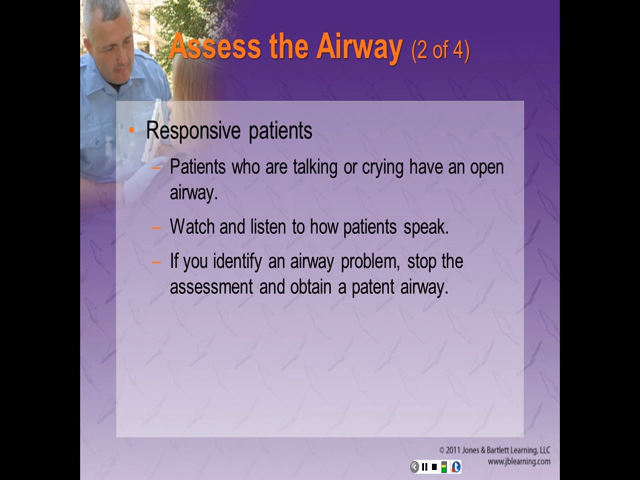 Assess the Airway (2 of 4)
• Responsive patients
– Patients who are talking or crying have an open
airway.
– Watch and listen to how patients speak.
– If you identify an airway problem, stop the
assessment and obtain a patent airway.
© 2011 Jones & Bartlett Learning, LLC
www.jblearning.com